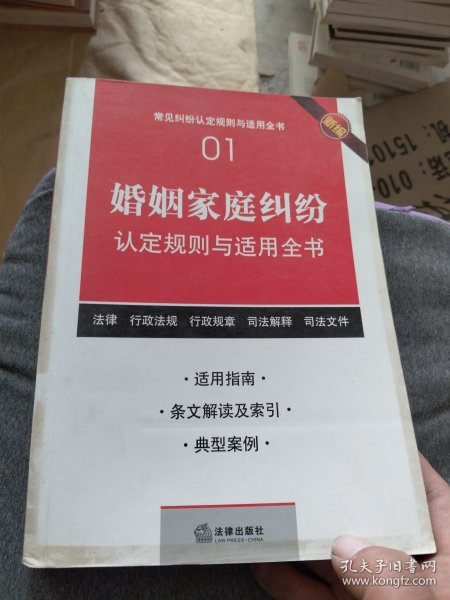 常见纠纷认定规则与适用全书
新编
01
婚姻家庭纠纷
认定规则与适用全书
法律 行政法规 行政规章 司法解释 司法文件
·适用指南·
·条文解读及索引·
·典型案例·
法律出版社
LAW PRESS·CHINA
孔夫子旧书网
www.kongfz.com